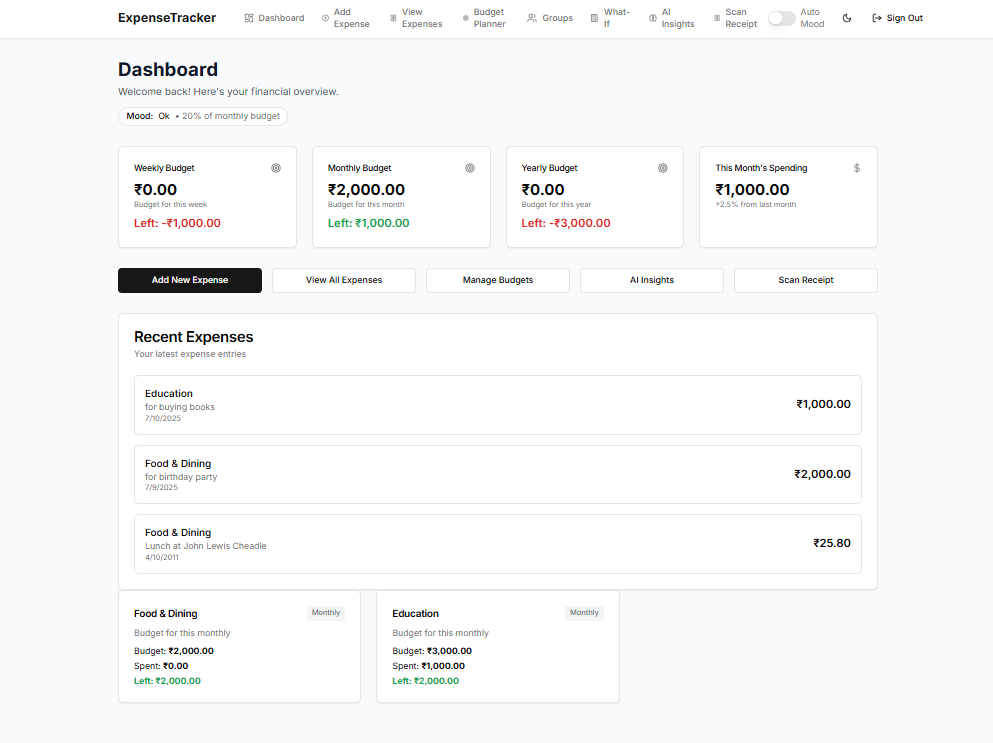 ExpenseTracker
Dashboard
Add Expense
View Expenses
Budget Planner
Groups
What-If
AI Insights
Scan Receipt
Auto Mood
Sign Out
Dashboard
Welcome back! Here's your financial overview.
Mood: Ok • 20% of monthly budget
Weekly Budget
₹0.00
Budget for this week
Left: -₹1,000.00
Monthly Budget
₹2,000.00
Budget for this month
Left: ₹1,000.00
Yearly Budget
₹0.00
Budget for this year
Left: -₹3,000.00
This Month's Spending
$
₹1,000.00
+2.5% from last month
Add New Expense
View All Expenses
Manage Budgets
AI Insights
Scan Receipt
Recent Expenses
Your latest expense entries
Education
for buying books
7/10/2025
₹1,000.00
Food & Dining
for birthday party
7/9/2025
₹2,000.00
Food & Dining
Lunch at John Lewis Cheadle
4/10/2011
₹25.80
Food & Dining
Monthly
Budget for this monthly
Budget: ₹2,000.00
Spent: ₹0.00
Left: ₹2,000.00
Education
Monthly
Budget for this monthly
Budget: ₹3,000.00
Spent: ₹1,000.00
Left: ₹2,000.00